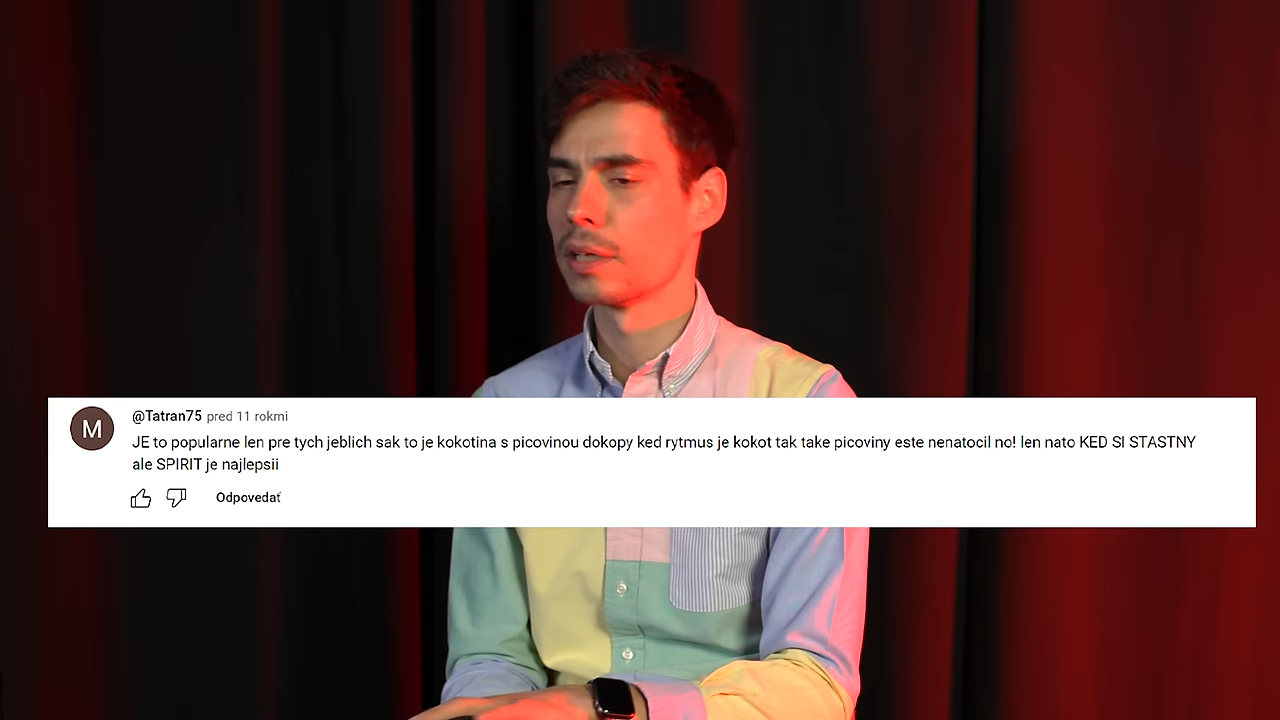 M
@Tatran75 pred 11 rokmi
JE to popularne len pre tych jeblich sak to je kokotina s picovinou dokopy ked rytmus je kokot tak take picoviny este nenatocil no! len nato KED SI STASTNY
ale SPIRIT je najlepsii
Odpovedať